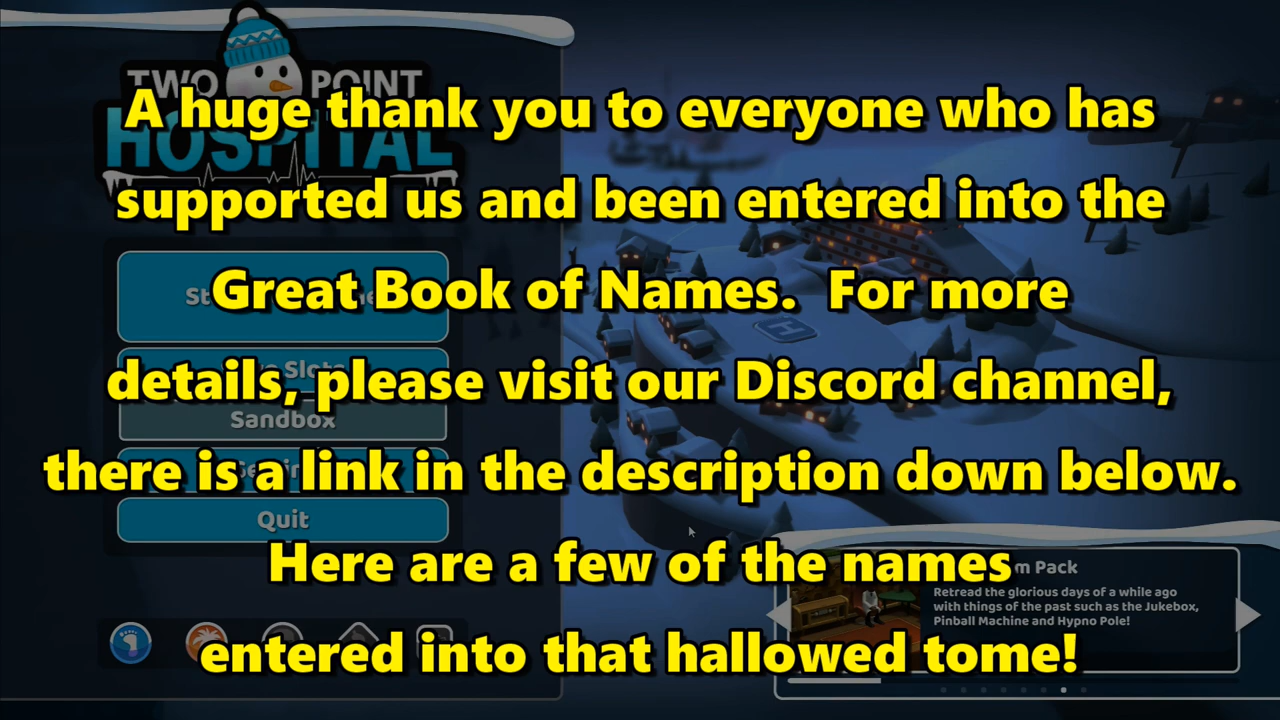 TWO POINT
HOSPITAL
A huge thank you to everyone who has
supported us and been entered into the
Great Book of Names.  For more
details, please visit our Discord channel,
there is a link in the description down below.
Here are a few of the names
entered into that hallowed tome!
Sandbox
Quit
Pack
Retread the glorious days of a while ago
with things of the past such as the Jukebox,
Pinball Machine and Hypno Pole!
H